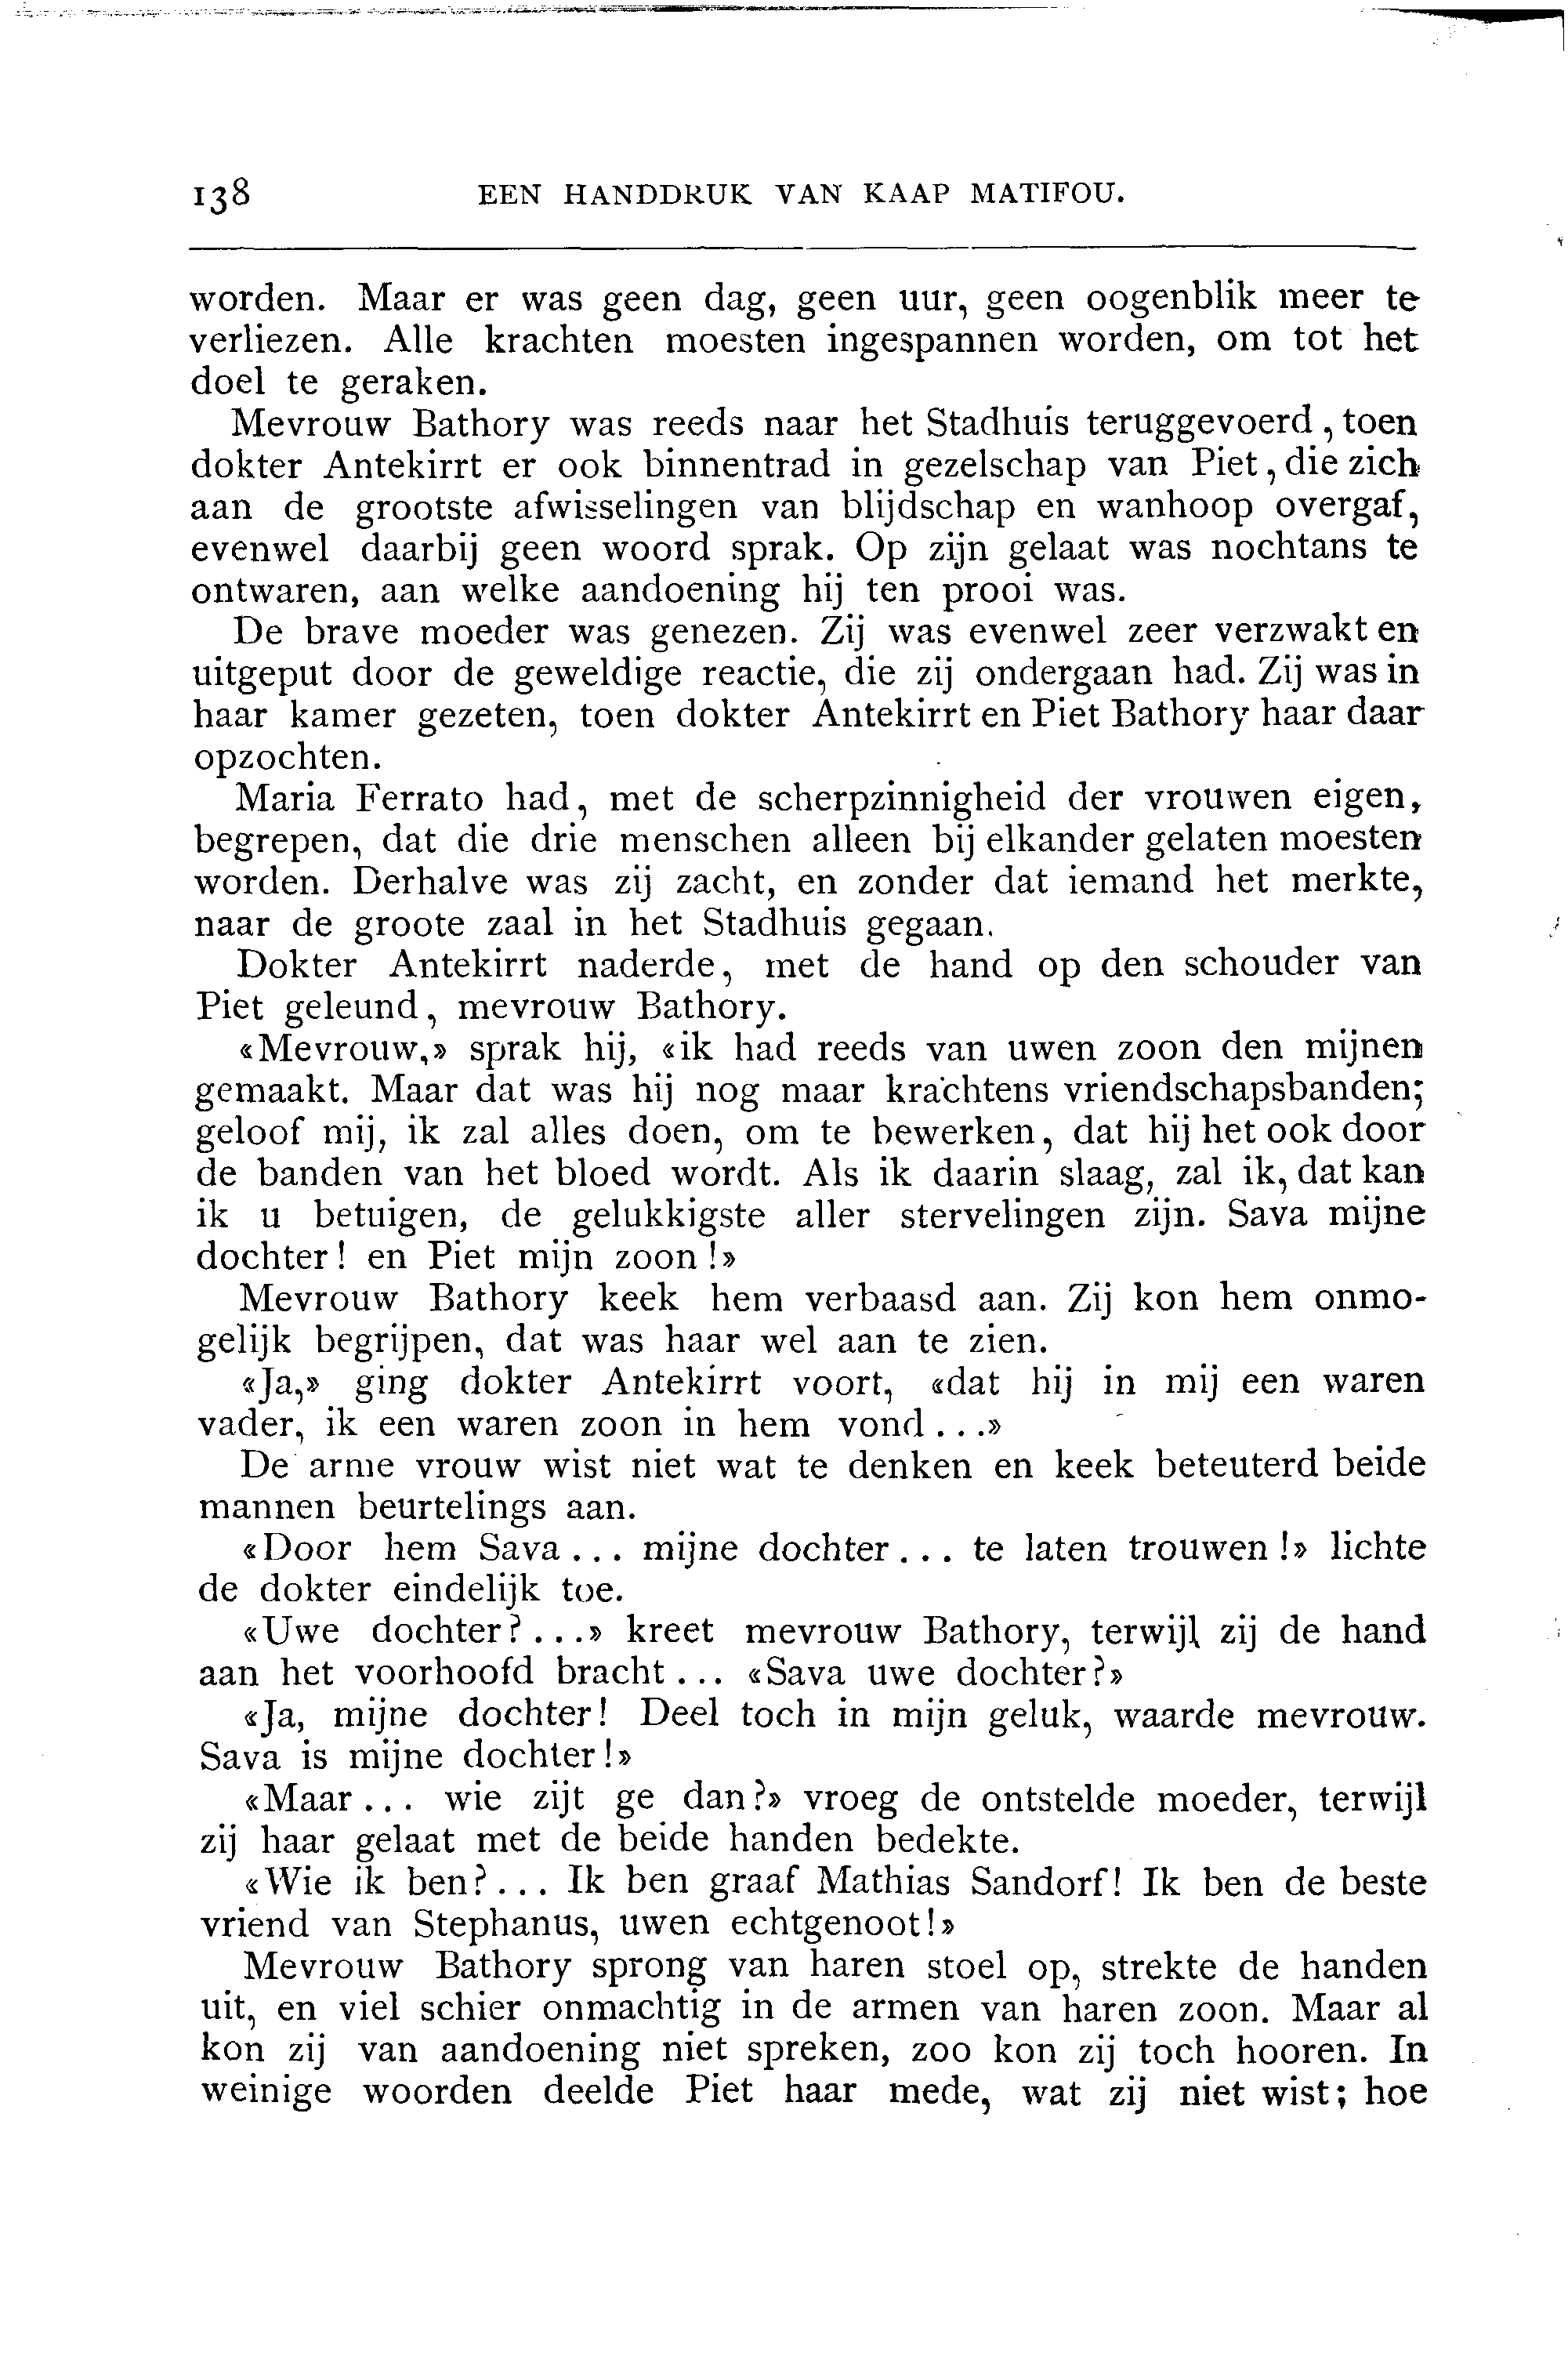 138 EEN HANDDRUK VAN KAAP MATIFOU.
worden. Maar er was geen dag, geen uur, geen oogenblik meer te
verliezen. Alle krachten moesten ingespannen worden, om tot het
doel te geraken.
Mevrouw Bathory was reeds naar het Stadhuis teruggevoerd, toen
dokter Antekirrt er ook binnentrad in gezelschap van Piet, die zich
aan de grootste afwisselingen van blijdschap en wanhoop overgaf,
evenwel daarbij geen woord sprak. Op zijn gelaat was nochtans te
ontwaren, aan welke aandoening hij ten prooi was.
De brave moeder was genezen. Zij was evenwel zeer verzwakt en
uitgeput door de geweldige reactie, die zij ondergaan had. Zij was in
haar kamer gezeten, toen dokter Antekirrt en Piet Bathory haar daar
opzochten.
Maria Ferrato had, met de scherpzinnigheid der vrouwen eigen,
begrepen, dat die drie menschen alleen bij elkander gelaten moesten
worden. Derhalve was zij zacht, en zonder dat iemand het merkte,
naar de groote zaal in het Stadhuis gegaan.
Dokter Antekirrt naderde, met de hand op den schouder van
Piet geleund, mevrouw Bathory.
«Mevrouw,» sprak hij, «ik had reeds van uwen zoon den mijnen
gemaakt. Maar dat was hij nog maar krachtens vriendschapsbanden;
geloof mij, ik zal alles doen, om te bewerken, dat hij het ook door
de banden van het bloed wordt. Als ik daarin slaag, zal ik, dat kan
ik u betuigen, de gelukkigste aller stervelingen zijn. Sava mijne
dochter! en Piet mijn zoon!»
Mevrouw Bathory keek hem verbaasd aan. Zij kon hem onmo-
gelijk begrijpen, dat was haar wel aan te zien.
«Ja,» ging dokter Antekirrt voort, «dat hij in mij een waren
vader, ik een waren zoon in hem vond...»
De arme vrouw wist niet wat te denken en keek beteuterd beide
mannen beurtelings aan.
«Door hem Sava... mijne dochter... te laten trouwen!» lichte
de dokter eindelijk toe.
«Uwe dochter?...» kreet mevrouw Bathory, terwijl zij de hand
aan het voorhoofd bracht... «Sava uwe dochter?»
«Ja, mijne dochter! Deel toch in mijn geluk, waarde mevrouw.
Sava is mijne dochter!»
«Maar... wie zijt ge dan?» vroeg de ontstelde moeder, terwijl
zij haar gelaat met de beide handen bedekte.
«Wie ik ben?... Ik ben graaf Mathias Sandorf! Ik ben de beste
vriend van Stephanus, uwen echtgenoot!»
Mevrouw Bathory sprong van haren stoel op, strekte de handen
uit, en viel schier onmachtig in de armen van haren zoon. Maar al
kon zij van aandoening niet spreken, zoo kon zij toch hooren. In
weinige woorden deelde Piet haar mede, wat zij niet wist; hoe